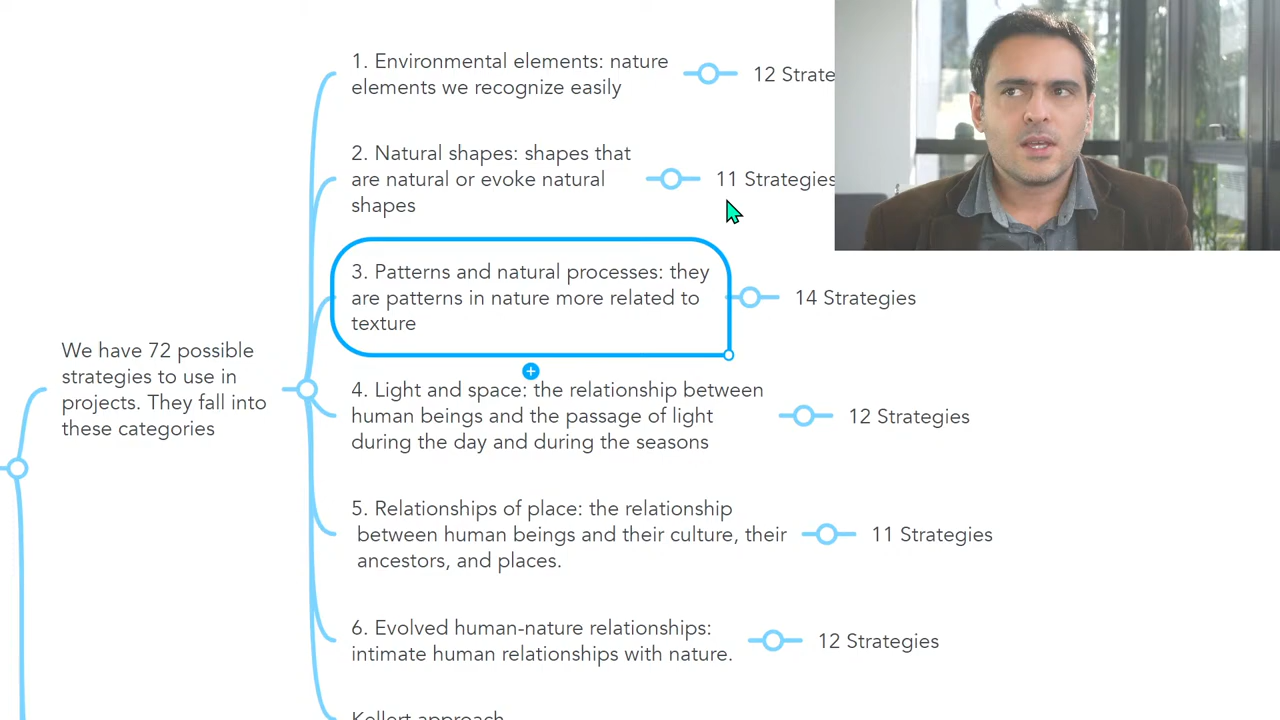 1. Environmental elements: nature
elements we recognize easily
12 Strate
2. Natural shapes: shapes that
are natural or evoke natural
shapes
11 Strategies
3. Patterns and natural processes: they
are patterns in nature more related to
texture
14 Strategies
We have 72 possible
strategies to use in
projects. They fall into
these categories
4. Light and space: the relationship between
human beings and the passage of light
during the day and during the seasons
12 Strategies
5. Relationships of place: the relationship
between human beings and their culture, their
ancestors, and places.
11 Strategies
6. Evolved human-nature relationships:
intimate human relationships with nature.
12 Strategies
Kellert approach